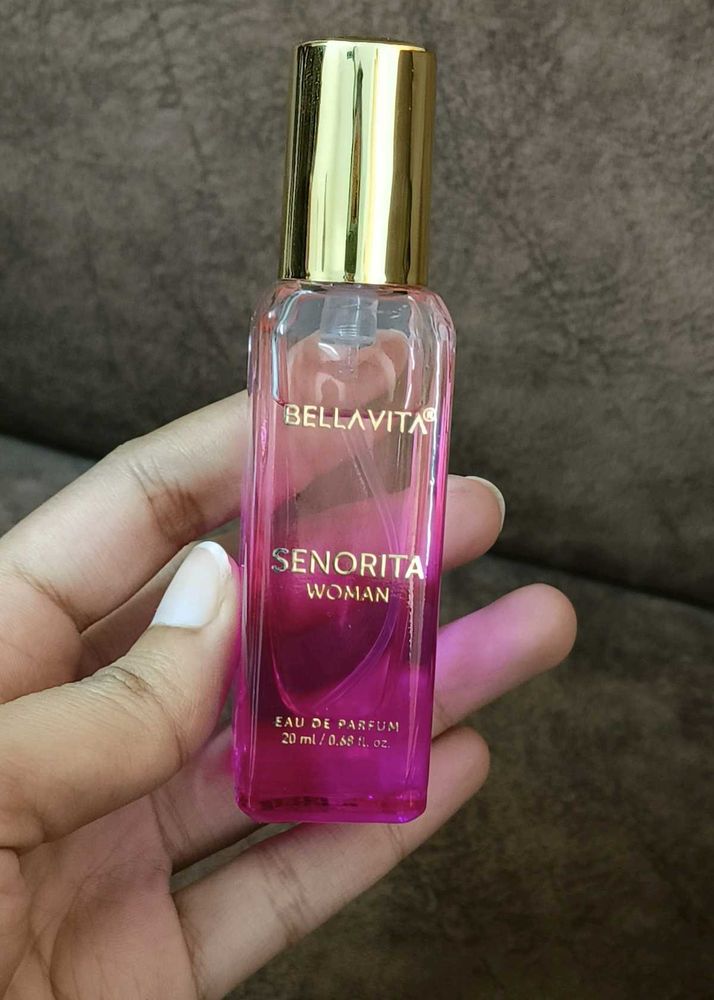 BELLAVITA®
SENORITA
WOMAN
EAU DE PARFUM
20 ml / 0.68 fl. oz.